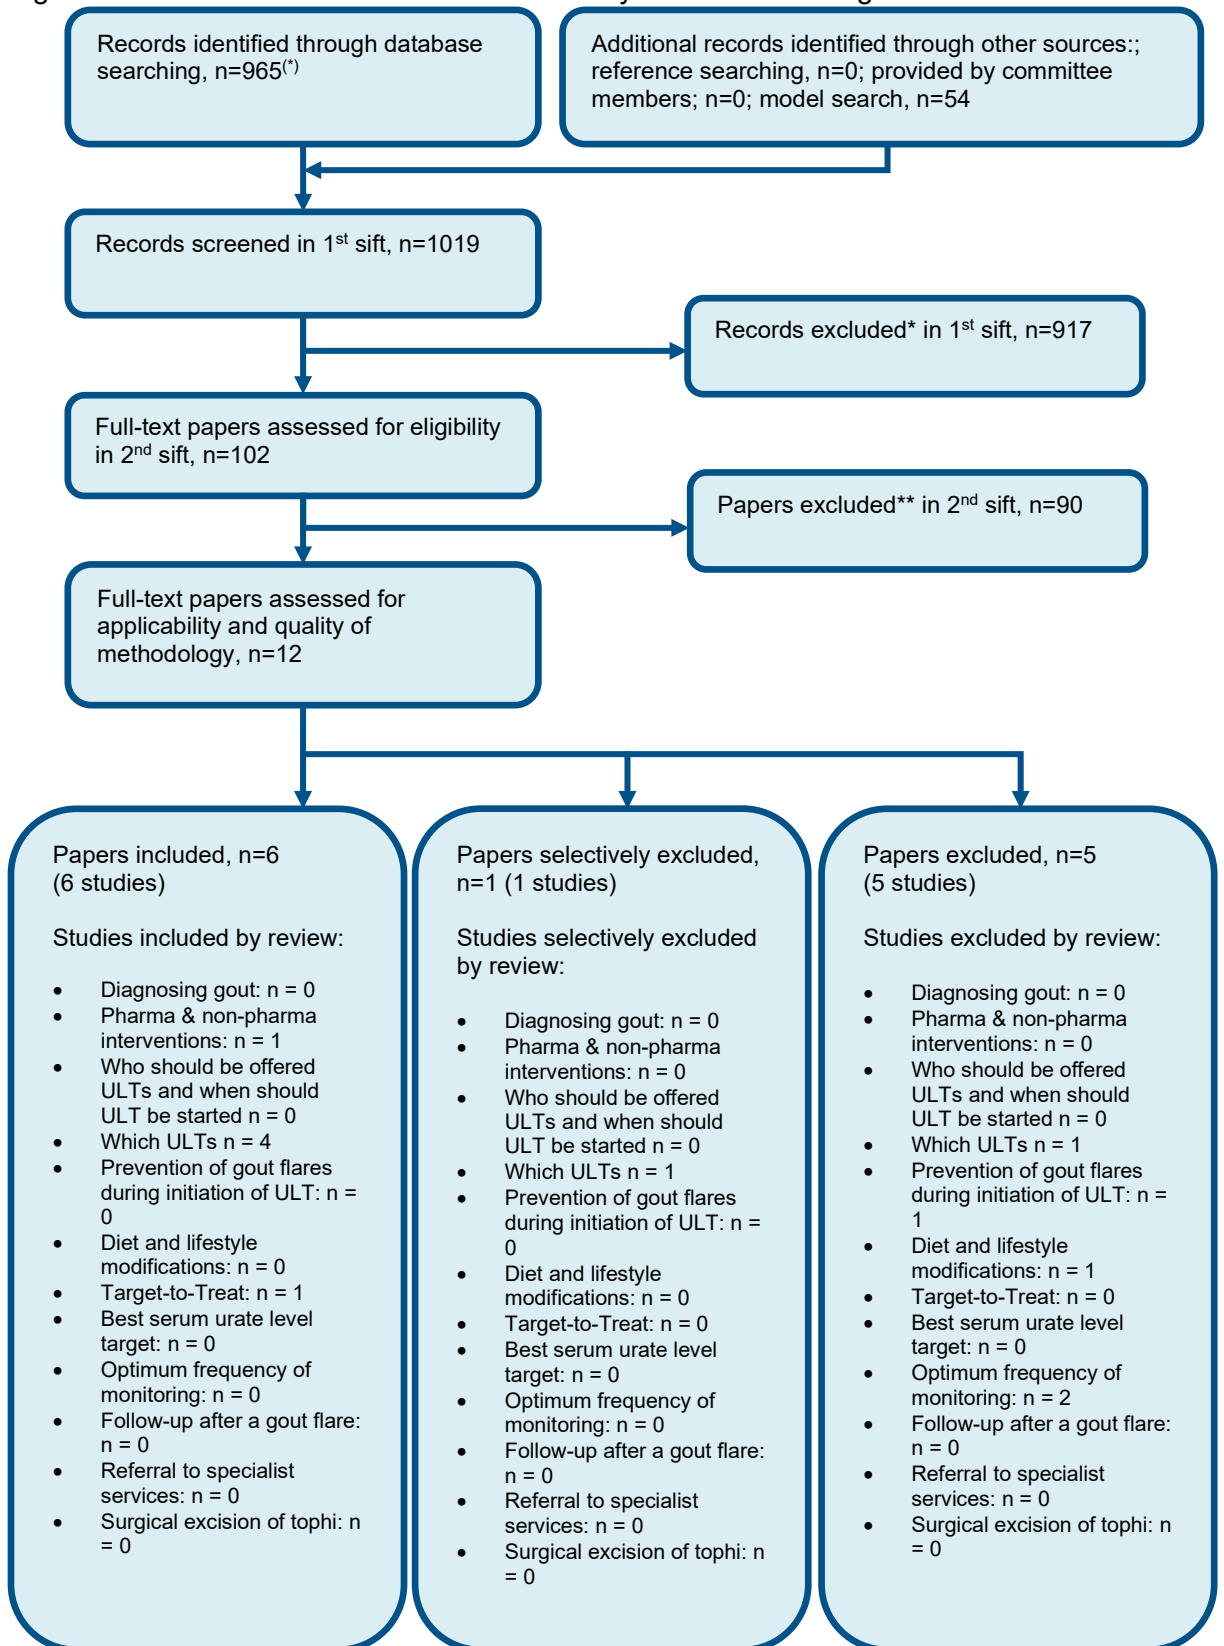 Records identified through database
searching, n=965(*)
Additional records identified through other sources:;
reference searching, n=0; provided by committee
members; n=0; model search, n=54
Records screened in 1st sift, n=1019
Records excluded* in 1st sift, n=917
Full-text papers assessed for eligibility
in 2nd sift, n=102
Papers excluded** in 2nd sift, n=90
Full-text papers assessed for
applicability and quality of
methodology, n=12
Papers included, n=6
(6 studies)
Studies included by review:
• Diagnosing gout: n = 0
• Pharma & non-pharma
interventions: n = 1
• Who should be offered
ULTs and when should
ULT be started n = 0
• Which ULTs n = 4
• Prevention of gout flares
during initiation of ULT: n =
0
• Diet and lifestyle
modifications: n = 0
• Target-to-Treat: n = 1
• Best serum urate level
target: n = 0
• Optimum frequency of
monitoring: n = 0
• Follow-up after a gout flare:
n = 0
• Referral to specialist
services: n = 0
• Surgical excision of tophi: n
= 0
Papers selectively excluded,
n=1 (1 studies)
Studies selectively excluded
by review:
• Diagnosing gout: n = 0
• Pharma & non-pharma
interventions: n = 0
• Who should be offered
ULTs and when should
ULT be started n = 0
• Which ULTs n = 1
• Prevention of gout flares
during initiation of ULT: n =
0
• Diet and lifestyle
modifications: n = 0
• Target-to-Treat: n = 0
• Best serum urate level
target: n = 0
• Optimum frequency of
monitoring: n = 0
• Follow-up after a gout flare:
n = 0
• Referral to specialist
services: n = 0
• Surgical excision of tophi: n
= 0
Papers excluded, n=5
(5 studies)
Studies excluded by review:
• Diagnosing gout: n = 0
• Pharma & non-pharma
interventions: n = 0
• Who should be offered
ULTs and when should
ULT be started n = 0
• Which ULTs n = 1
• Prevention of gout flares
during initiation of ULT: n =
1
• Diet and lifestyle
modifications: n = 1
• Target-to-Treat: n = 0
• Best serum urate level
target: n = 0
• Optimum frequency of
monitoring: n = 2
• Follow-up after a gout flare:
n = 0
• Referral to specialist
services: n = 0
• Surgical excision of tophi: n
= 0